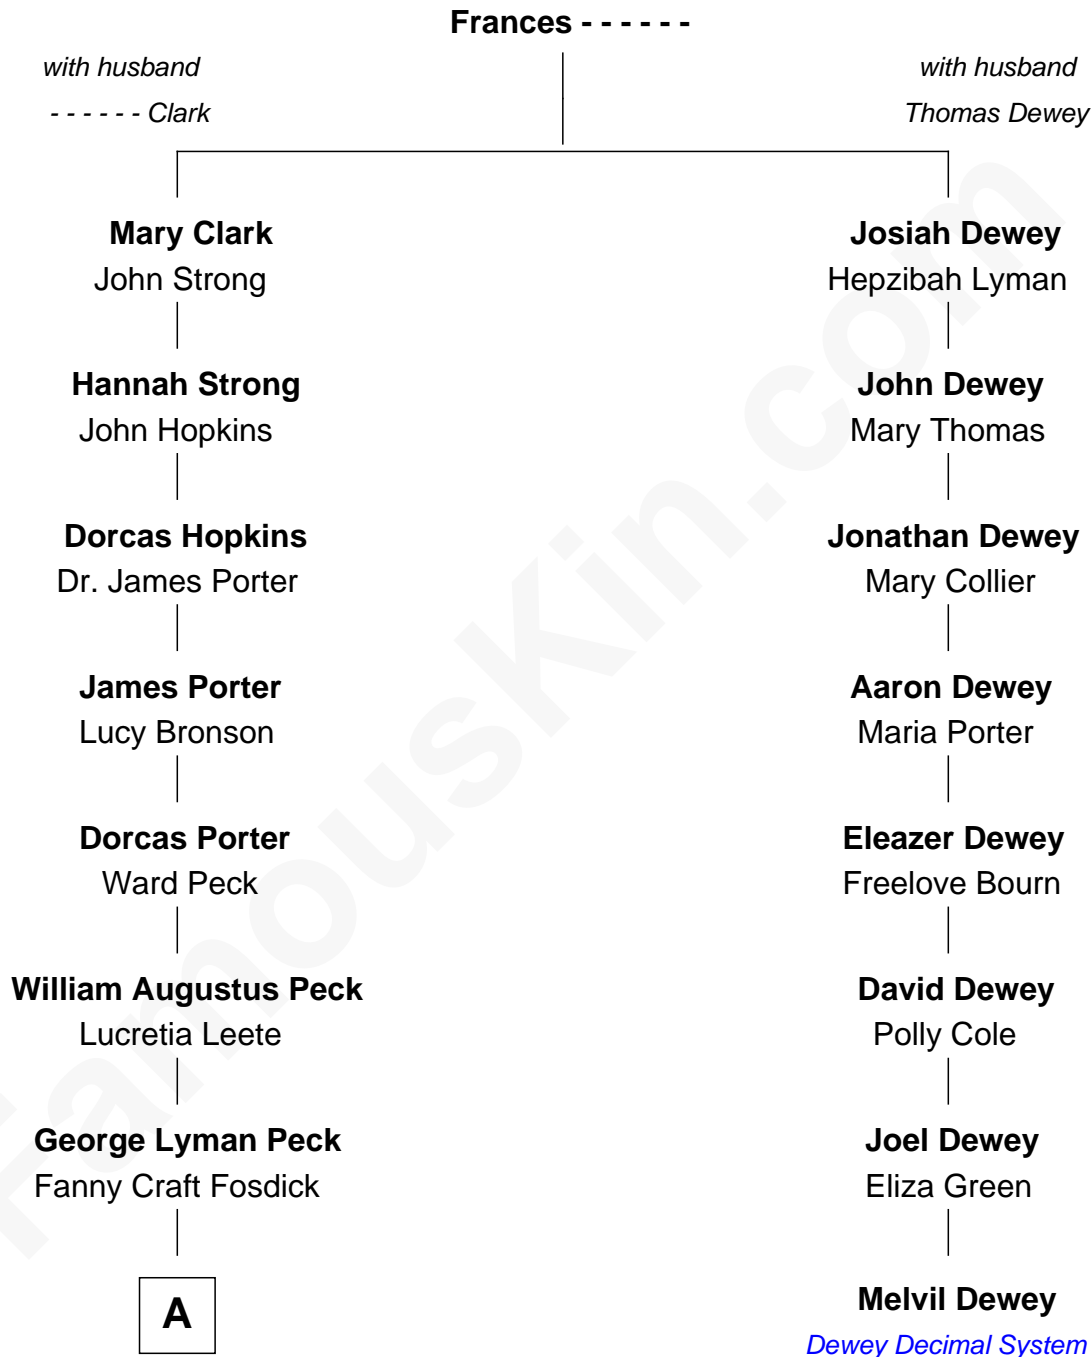 Frances - - - - - -
with husband
- - - - - - Clark
with husband
Thomas Dewey
Mary Clark
John Strong
Josiah Dewey
Hepzibah Lyman
Hannah Strong
John Hopkins
John Dewey
Mary Thomas
Dorcas Hopkins
Dr. James Porter
Jonathan Dewey
Mary Collier
James Porter
Lucy Bronson
Aaron Dewey
Maria Porter
Dorcas Porter
Ward Peck
Eleazer Dewey
Freelove Bourn
William Augustus Peck
Lucretia Leete
David Dewey
Polly Cole
George Lyman Peck
Fanny Craft Fosdick
Joel Dewey
Eliza Green
A
Melvil Dewey
Dewey Decimal System
FamousKin.com